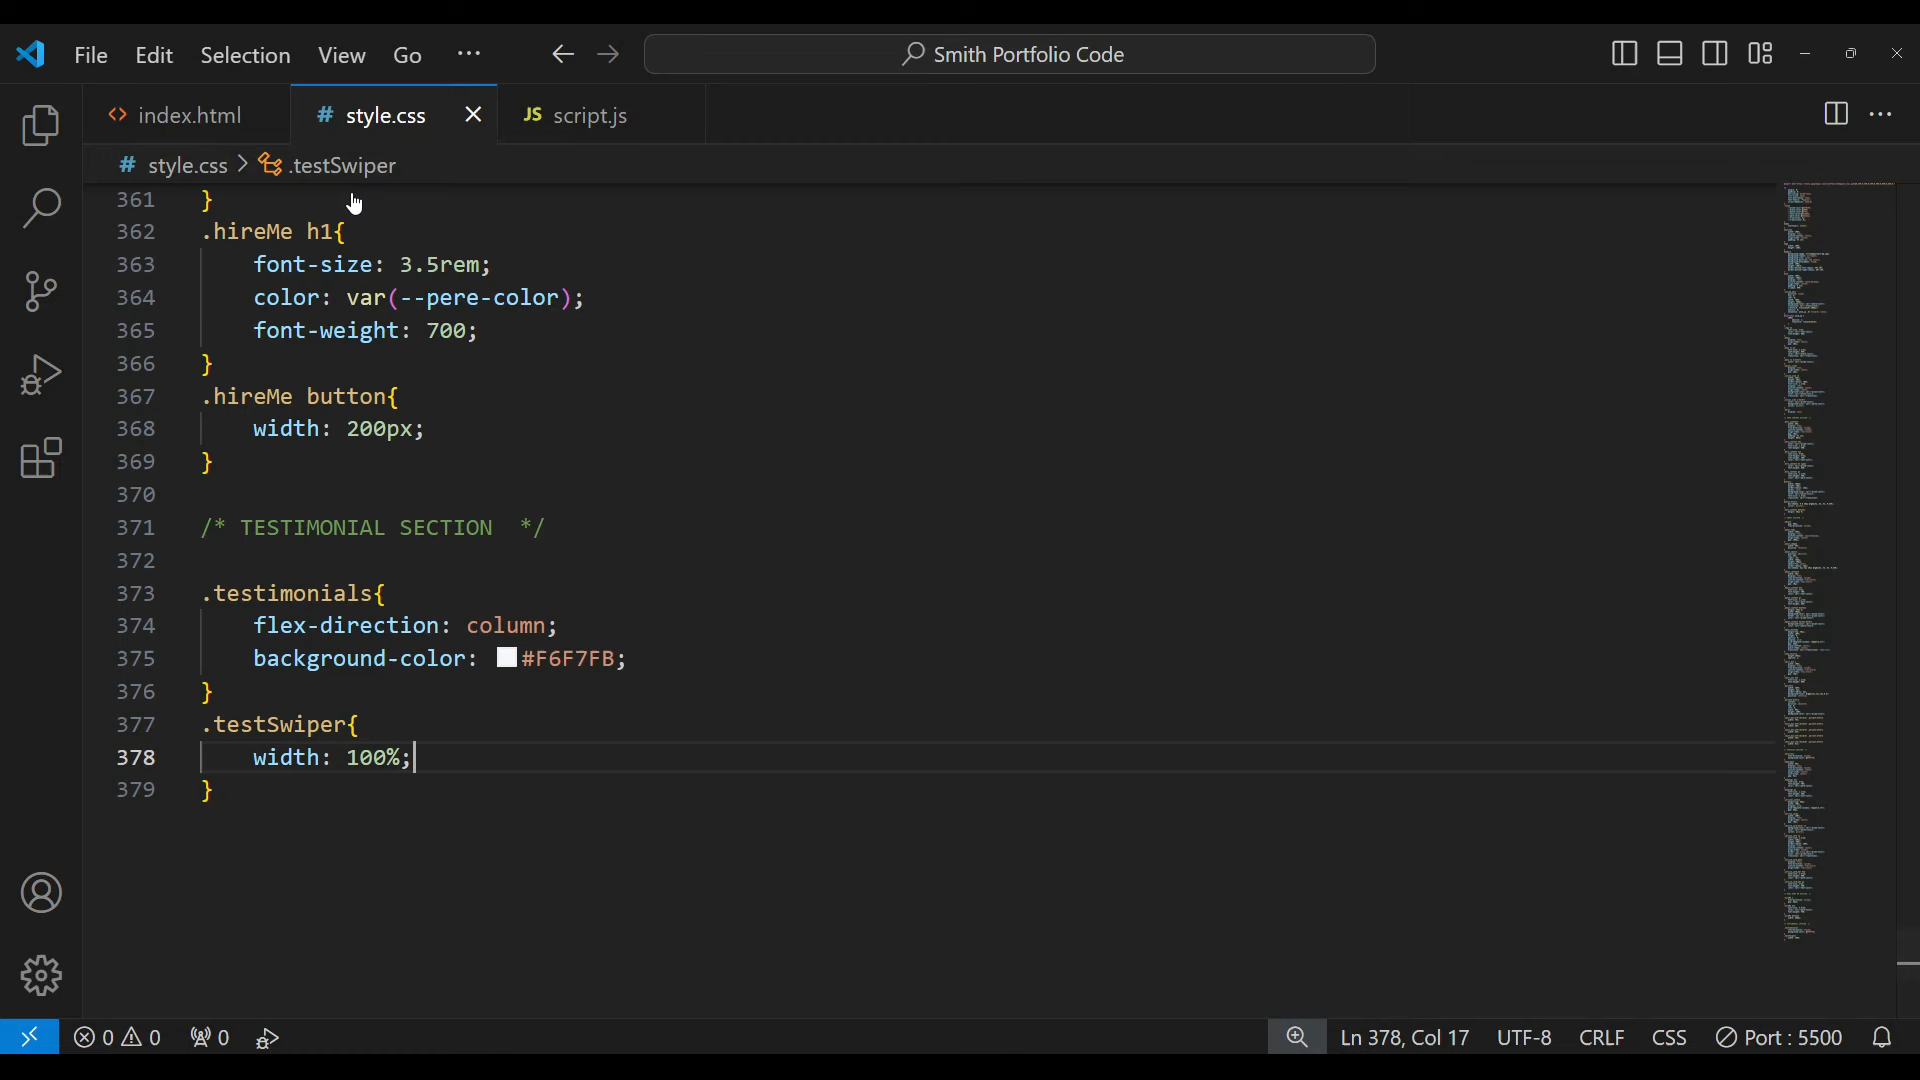 File Edit Selection View Go ··· Smith Portfolio Code
index.html # style.css JS script.js
# style.css > .testSwiper
361 }
362 .hireMe h1{
363 font-size: 3.5rem;
364 color: var(--pere-color);
365 font-weight: 700;
366 }
367 .hireMe button{
368 width: 200px;
369 }
370
371 /* TESTIMONIAL SECTION */
372
373 .testimonials{
374 flex-direction: column;
375 background-color: #F6F7FB;
376 }
377 .testSwiper{
378 width: 100%;
379 }
0 0 0 Ln 378, Col 17 UTF-8 CRLF CSS Port : 5500